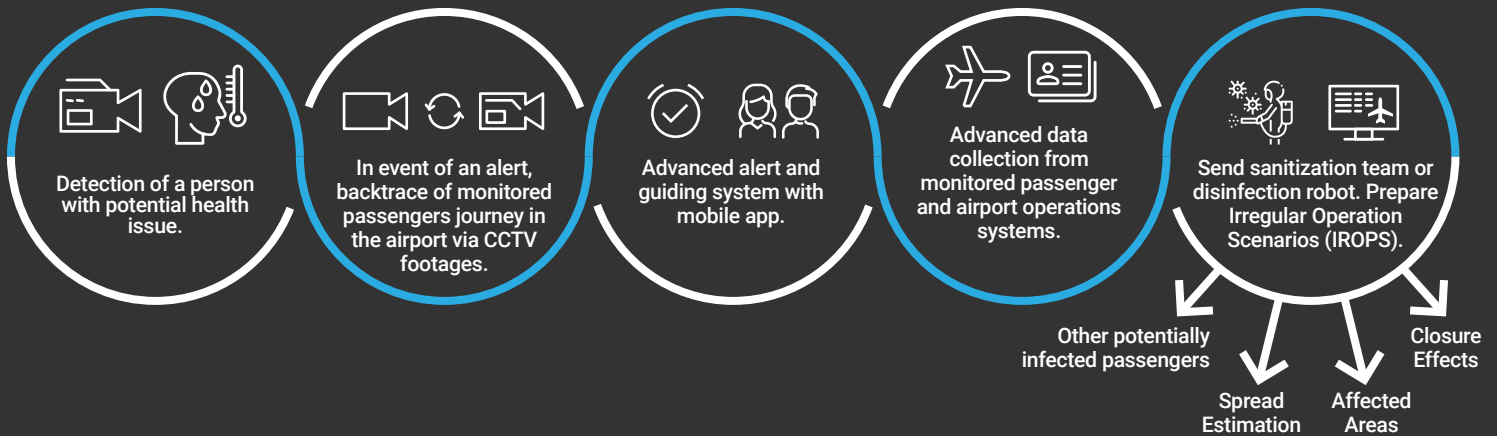 Detection of a person
with potential health
issue.
In event of an alert,
backtrace of monitored
passengers journey in
the airport via CCTV
footages.
Advanced alert and
guiding system with
mobile app.
Advanced data
collection from
monitored passenger
and airport operations
systems.
Send sanitization team or
disinfection robot. Prepare
Irregular Operation
Scenarios (IROPS).
Other potentially
infected passengers
Spread
Estimation
Affected
Areas
Closure
Effects